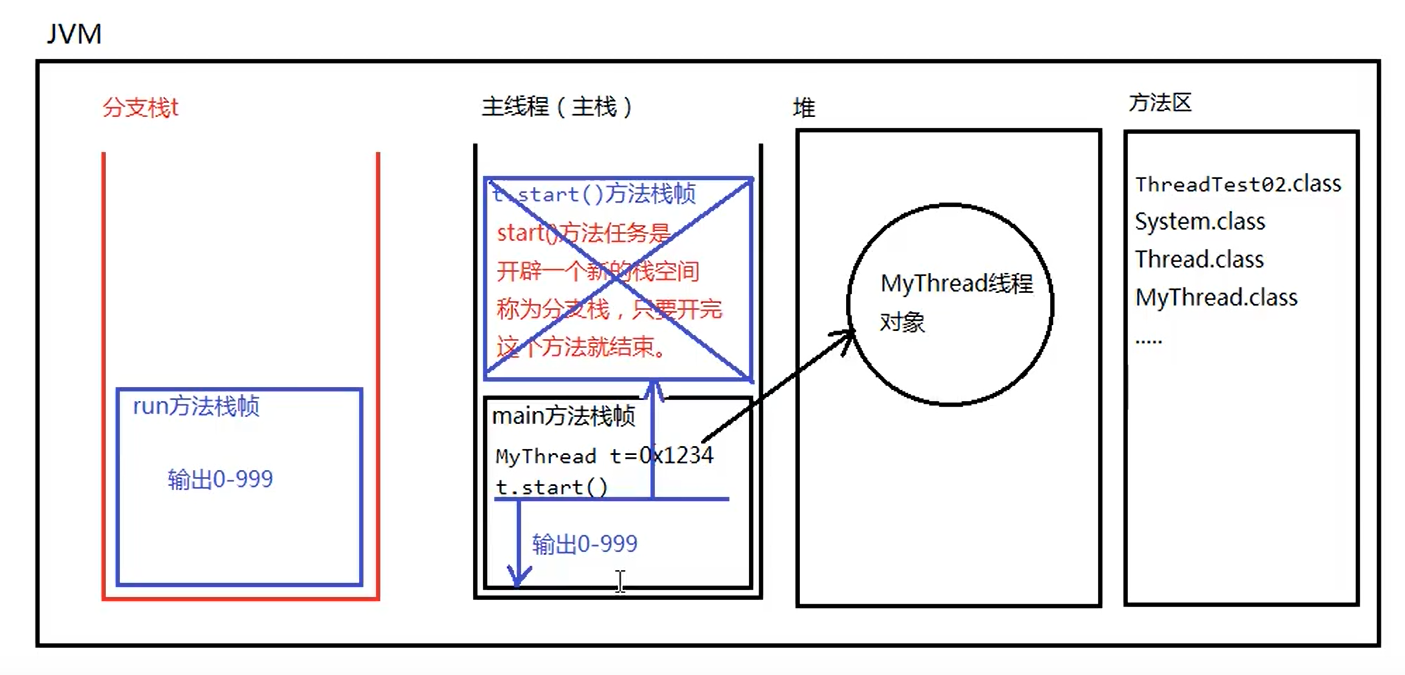 JVM
分支栈t
run方法栈帧
输出0-999
主线程（主栈）
t.start()方法栈帧
start()方法任务是
开辟一个新的栈空间
称为分支栈，只要开完
这个方法就结束。
main方法栈帧
MyThread t=0x1234
t.start()
输出0-999
堆
MyThread线程
对象
方法区
ThreadTest02.class
System.class
Thread.class
MyThread.class
.....